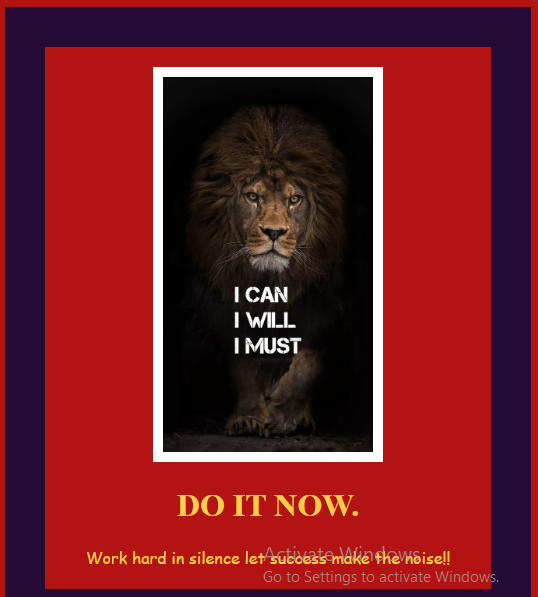 I CAN
I WILL
I MUST
DO IT NOW.
Work hard in silence let success make the noise!!
Activate Windows
Go to Settings to activate Windows.